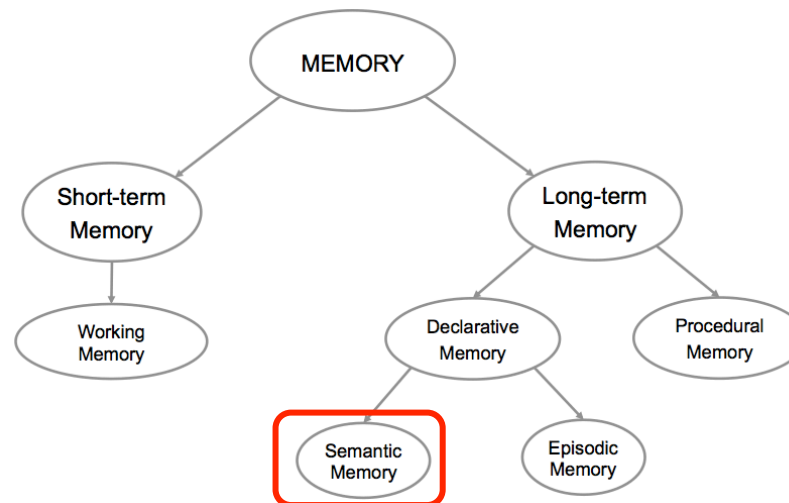 MEMORY
Short-term
Memory
Long-term
Memory
Working
Memory
Declarative
Memory
Procedural
Memory
Semantic
Memory
Episodic
Memory